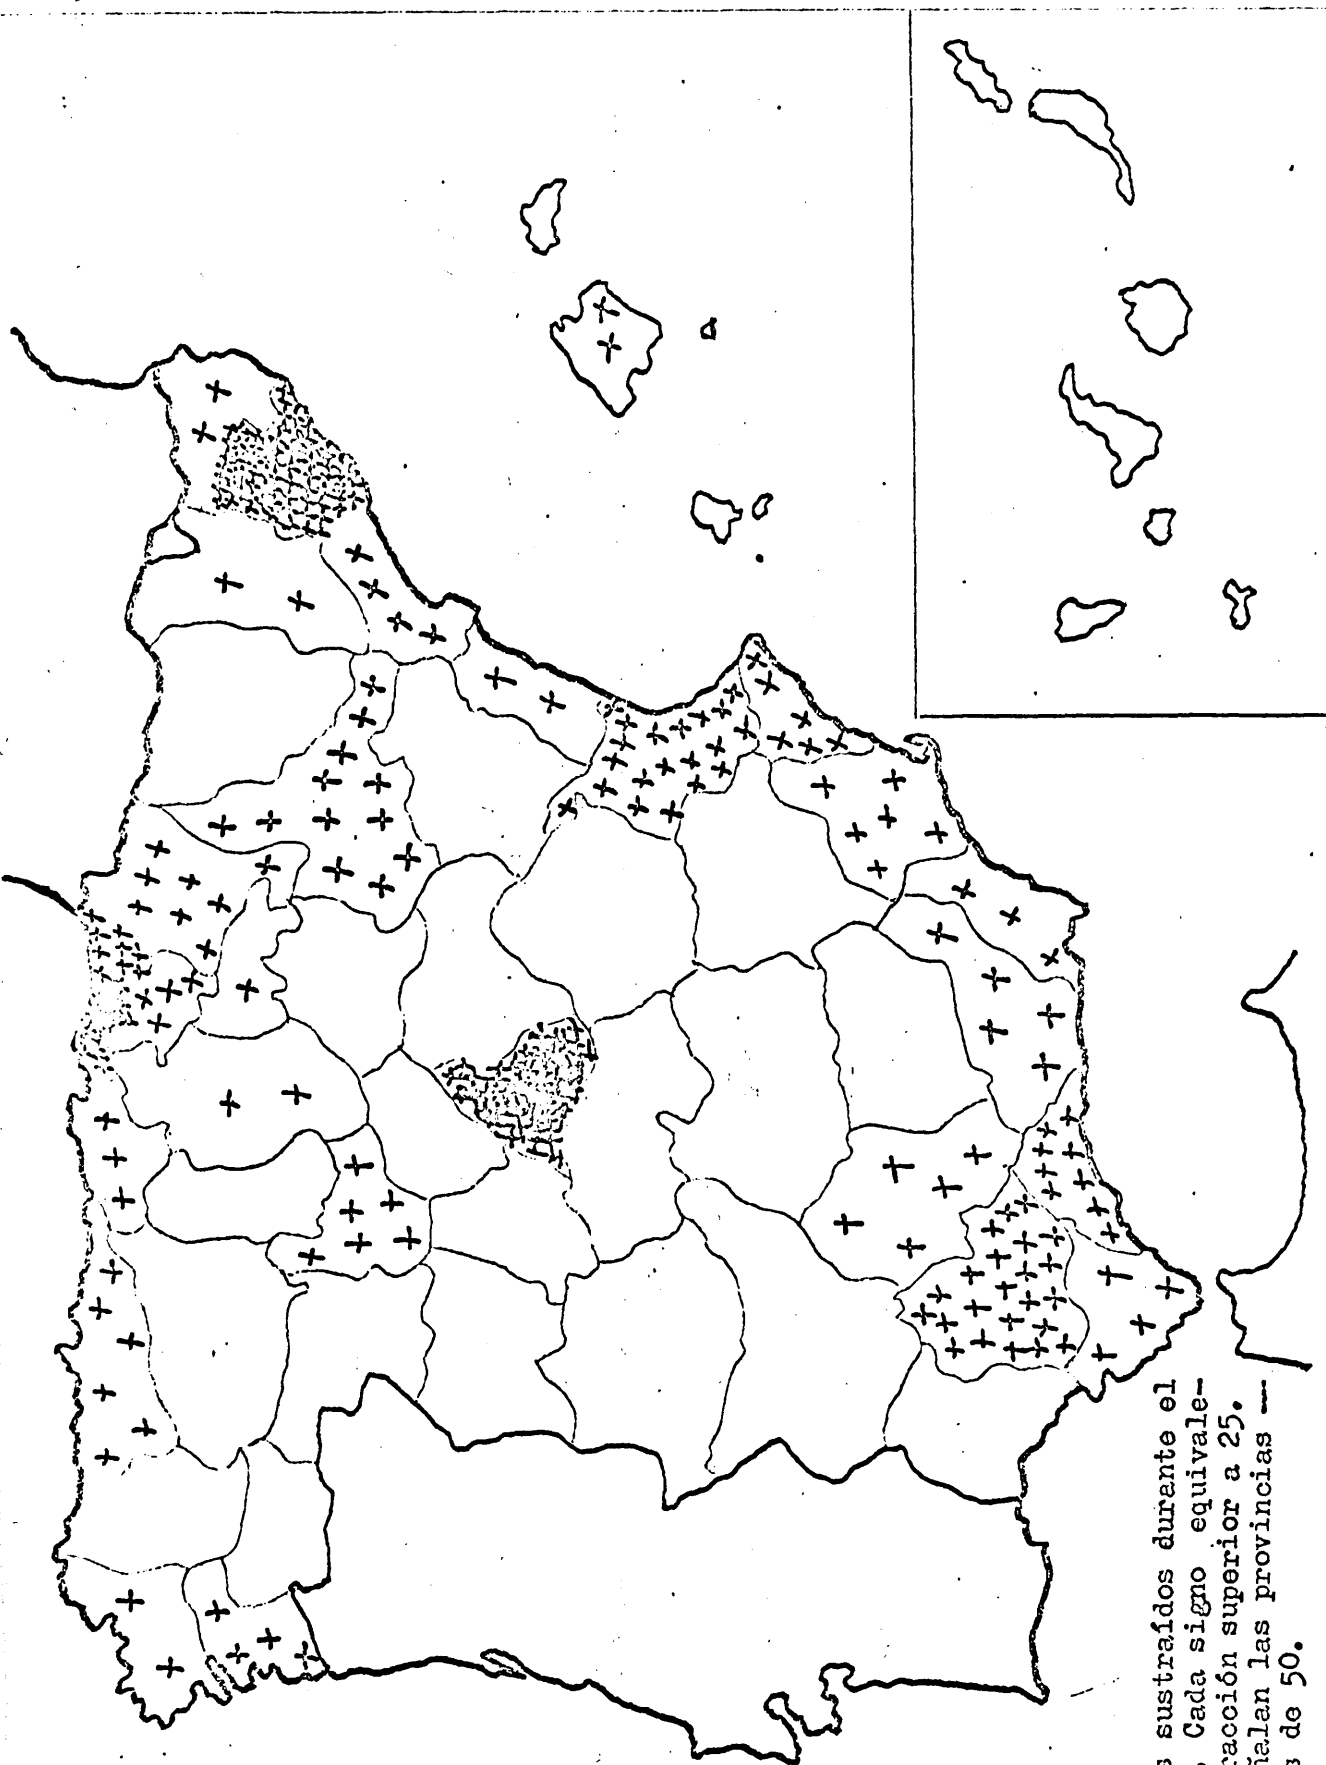 sustraídos durante el
Cada signo equivale-
racción superior a 25.
ñalan las provincias —
de 50.